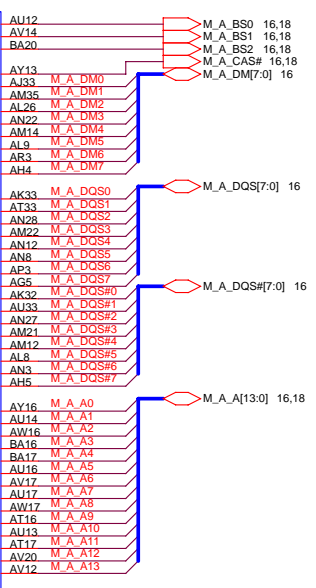 AU12 M_A_BS0 16,18
AV14 M_A_BS1 16,18
BA20 M_A_BS2 16,18
AY13 M_A_CAS# 16,18
M_A_DM[7:0] 16
AJ33 M_A_DM0
AM35 M_A_DM1
AL26 M_A_DM2
AN22 M_A_DM3
AM14 M_A_DM4
AL9 M_A_DM5
AR3 M_A_DM6
AH4 M_A_DM7
M_A_DQS[7:0] 16
AK33 M_A_DQS0
AT33 M_A_DQS1
AN28 M_A_DQS2
AM22 M_A_DQS3
AN12 M_A_DQS4
AN8 M_A_DQS5
AP3 M_A_DQS6
AG5 M_A_DQS7
M_A_DQS#[7:0] 16
AK32 M_A_DQS#0
AU33 M_A_DQS#1
AN27 M_A_DQS#2
AM21 M_A_DQS#3
AM12 M_A_DQS#4
AL8 M_A_DQS#5
AN3 M_A_DQS#6
AH5 M_A_DQS#7
M_A_A[13:0] 16,18
AY16 M_A_A0
AU14 M_A_A1
AW16 M_A_A2
BA16 M_A_A3
BA17 M_A_A4
AU16 M_A_A5
AV17 M_A_A6
AU17 M_A_A7
AW17 M_A_A8
AT16 M_A_A9
AU13 M_A_A10
AT17 M_A_A11
AV20 M_A_A12
AV12 M_A_A13